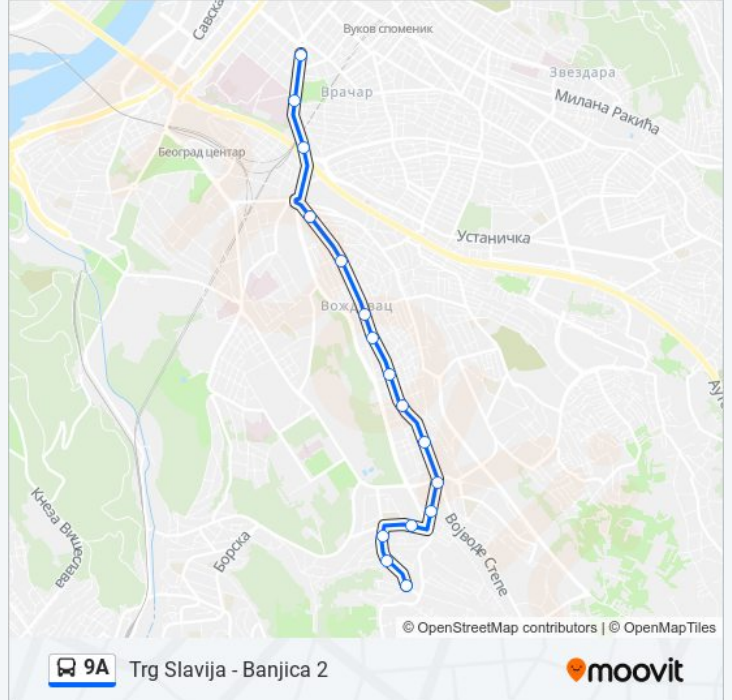 Савска
Вуков споменик
Звездара
Врачар
Милана Ракића
Београд центар
Устаничка
Вождовац
Кнеза Вишеслава
Борска
Војводе Степе
© OpenStreetMap contributors | © OpenMapTiles
9A Trg Slavija - Banjica 2
moovit